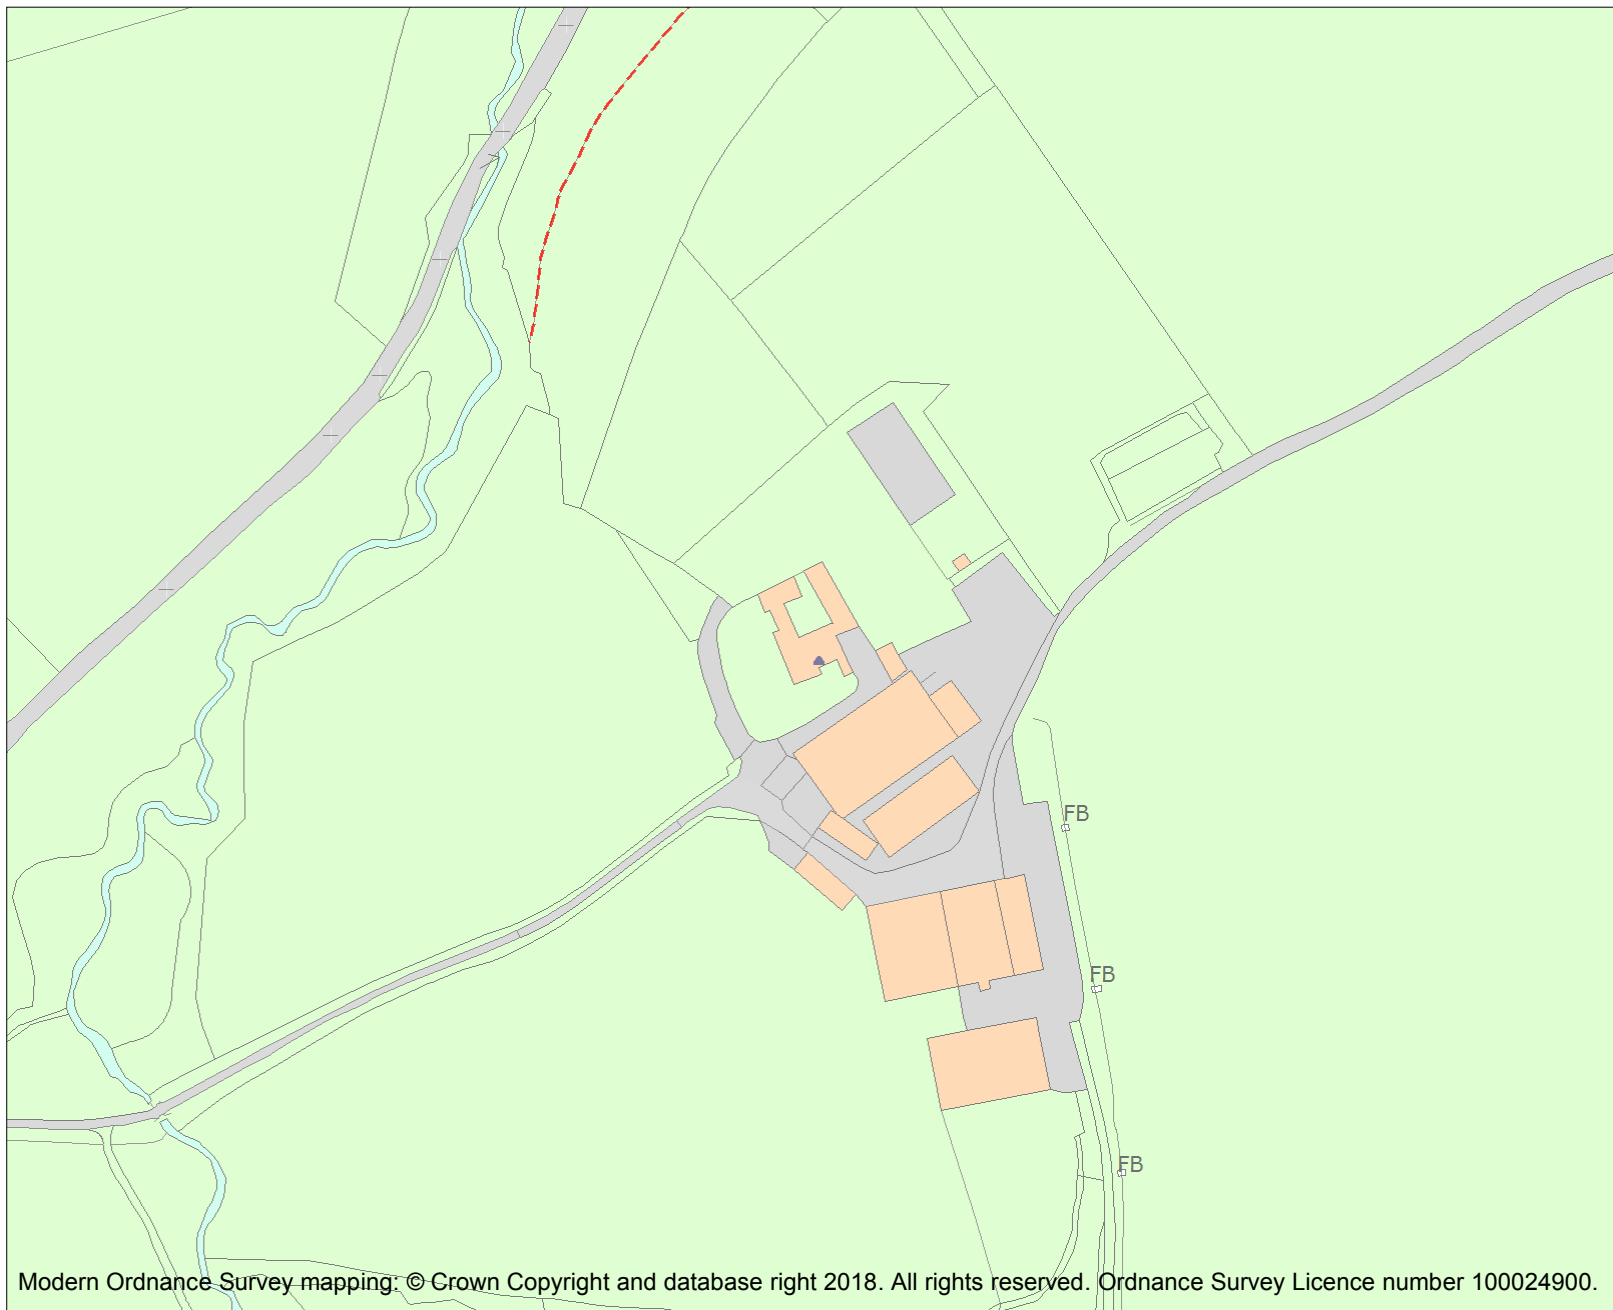 FB
FB
FB
Modern Ordnance Survey mapping: © Crown Copyright and database right 2018. All rights reserved. Ordnance Survey Licence number 100024900.